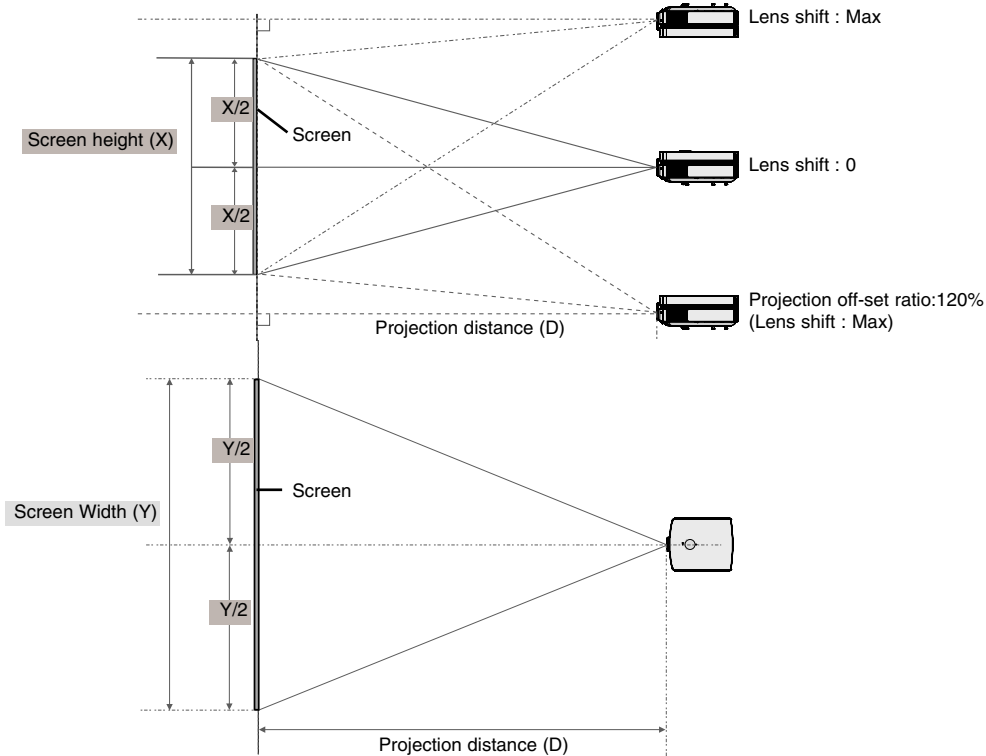 Lens shift : Max
X/2
Screen
Screen height (X)
Lens shift : 0
X/2
Projection off-set ratio:120%
(Lens shift : Max)
Projection distance (D)
Y/2
Screen
Screen Width (Y)
Y/2
Projection distance (D)